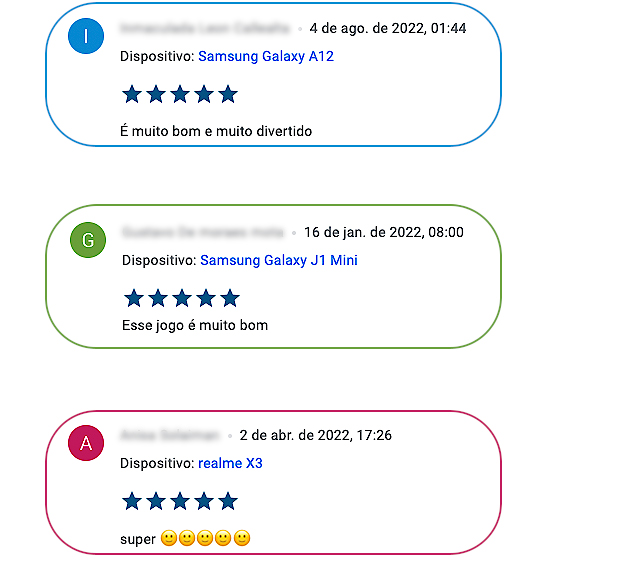 I
• 4 de ago. de 2022, 01:44
Dispositivo: Samsung Galaxy A12
É muito bom e muito divertido
G
• 16 de jan. de 2022, 08:00
Dispositivo: Samsung Galaxy J1 Mini
Esse jogo é muito bom
A
• 2 de abr. de 2022, 17:26
Dispositivo: realme X3
super 🙂🙂🙂🙂🙂